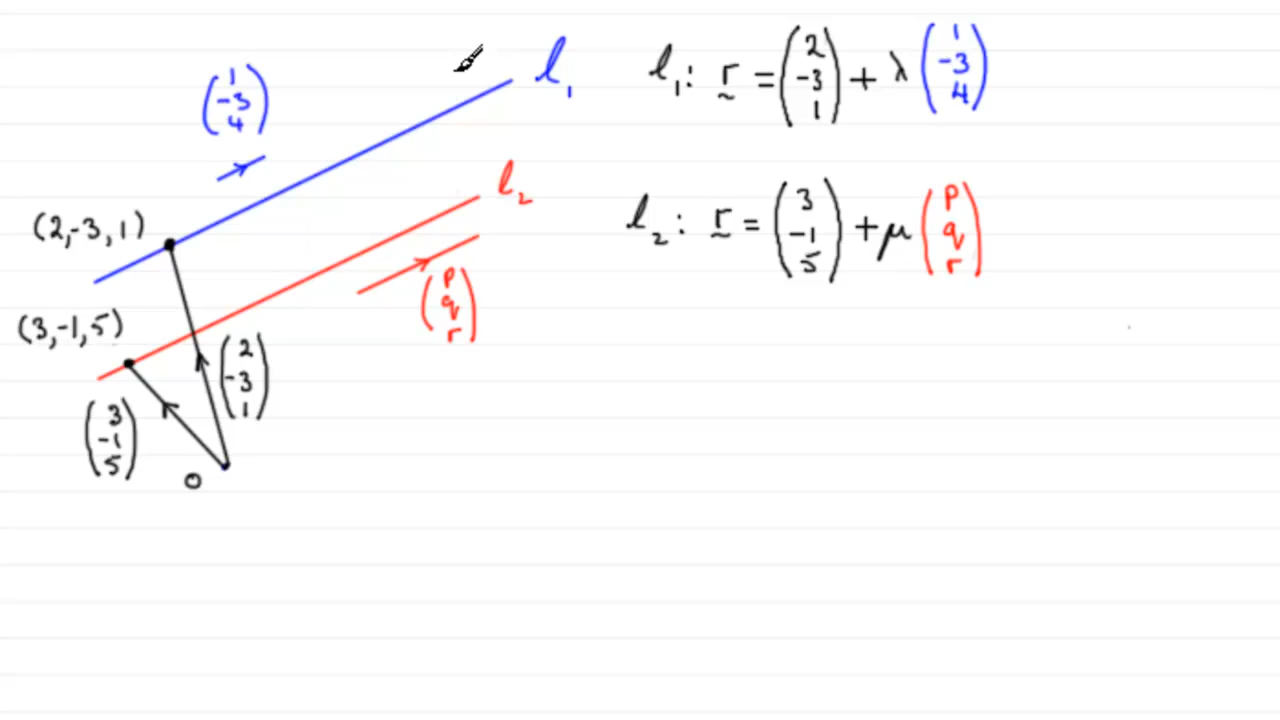 l₁
l₁: r = (2 -3 1) + λ (1 -3 4)
(1 -3 4)
l₂
l₂: r = (3 -1 5) + μ (p q r)
(2,-3,1)
(p q r)
(3,-1,5)
(2 -3 1)
(3 -1 5)
O